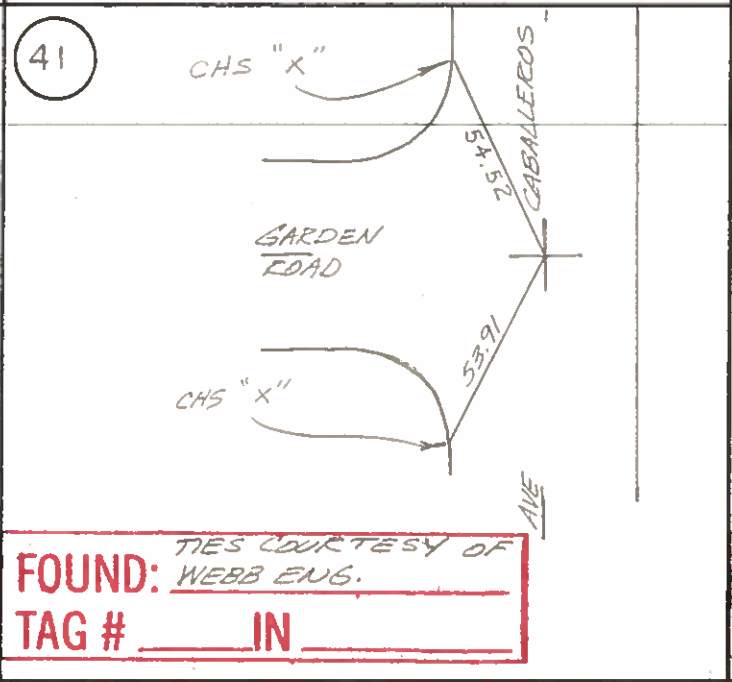 41
CHS "X"
CABALLEROS
54.52
GARDEN
ROAD
53.91
CHS "X"
AVE
TIES COURTESY OF
FOUND: WEBB ENG.
TAG # IN